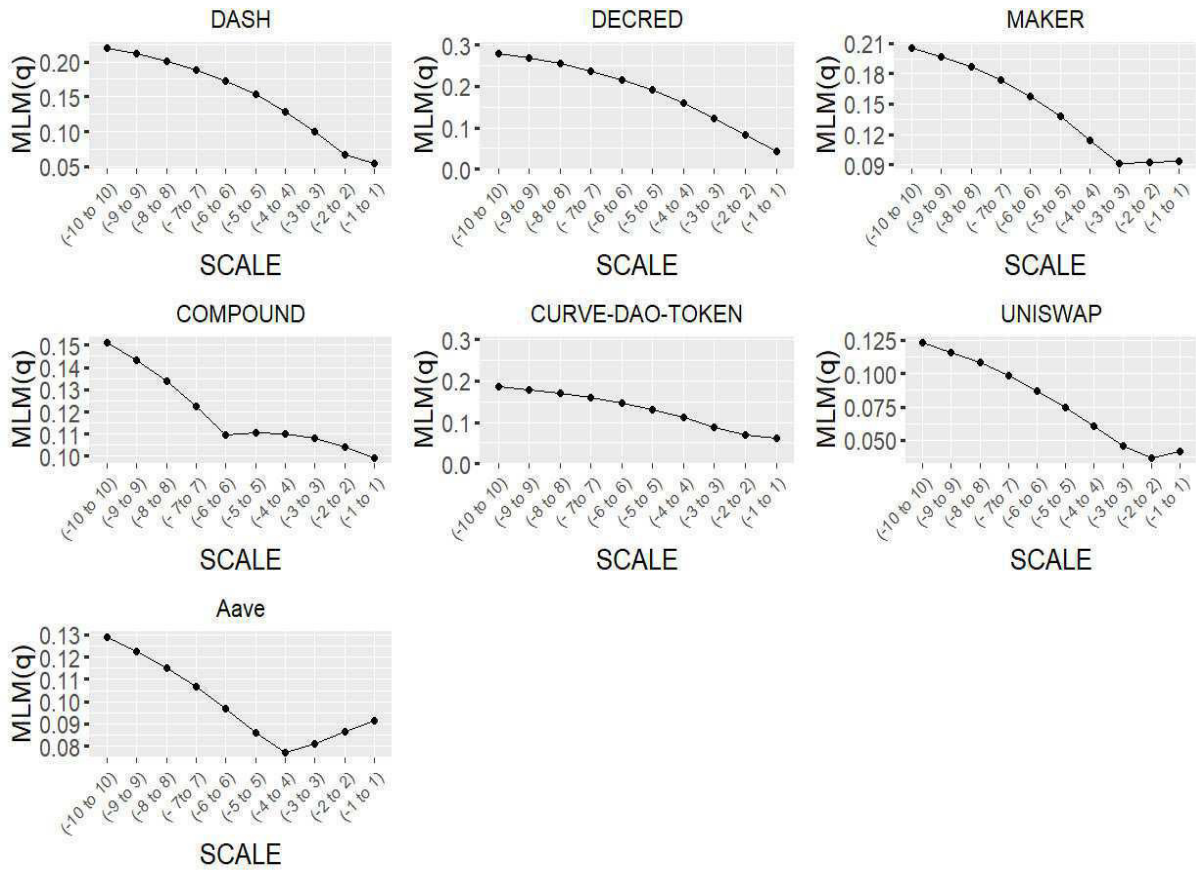 DASH
MLM(q)
0.20
0.15
0.10
0.05
(-10 to 10)
(-9 to 9)
(-8 to 8)
(- 7to 7)
(-6 to 6)
(-5 to 5)
(-4 to 4)
(-3 to 3)
(-2 to 2)
(-1 to 1)
SCALE
DECRED
MLM(q)
0.3
0.2
0.1
0.0
(-10 to 10)
(-9 to 9)
(-8 to 8)
(- 7to 7)
(-6 to 6)
(-5 to 5)
(-4 to 4)
(-3 to 3)
(-2 to 2)
(-1 to 1)
SCALE
MAKER
MLM(q)
0.21
0.18
0.15
0.12
0.09
(-10 to 10)
(-9 to 9)
(-8 to 8)
(- 7to 7)
(-6 to 6)
(-5 to 5)
(-4 to 4)
(-3 to 3)
(-2 to 2)
(-1 to 1)
SCALE
COMPOUND
MLM(q)
0.15
0.14
0.13
0.12
0.11
0.10
(-10 to 10)
(-9 to 9)
(-8 to 8)
(- 7to 7)
(-6 to 6)
(-5 to 5)
(-4 to 4)
(-3 to 3)
(-2 to 2)
(-1 to 1)
SCALE
CURVE-DAO-TOKEN
MLM(q)
0.3
0.2
0.1
0.0
(-10 to 10)
(-9 to 9)
(-8 to 8)
(- 7to 7)
(-6 to 6)
(-5 to 5)
(-4 to 4)
(-3 to 3)
(-2 to 2)
(-1 to 1)
SCALE
UNISWAP
MLM(q)
0.125
0.100
0.075
0.050
(-10 to 10)
(-9 to 9)
(-8 to 8)
(- 7to 7)
(-6 to 6)
(-5 to 5)
(-4 to 4)
(-3 to 3)
(-2 to 2)
(-1 to 1)
SCALE
Aave
MLM(q)
0.13
0.12
0.11
0.10
0.09
0.08
(-10 to 10)
(-9 to 9)
(-8 to 8)
(- 7to 7)
(-6 to 6)
(-5 to 5)
(-4 to 4)
(-3 to 3)
(-2 to 2)
(-1 to 1)
SCALE